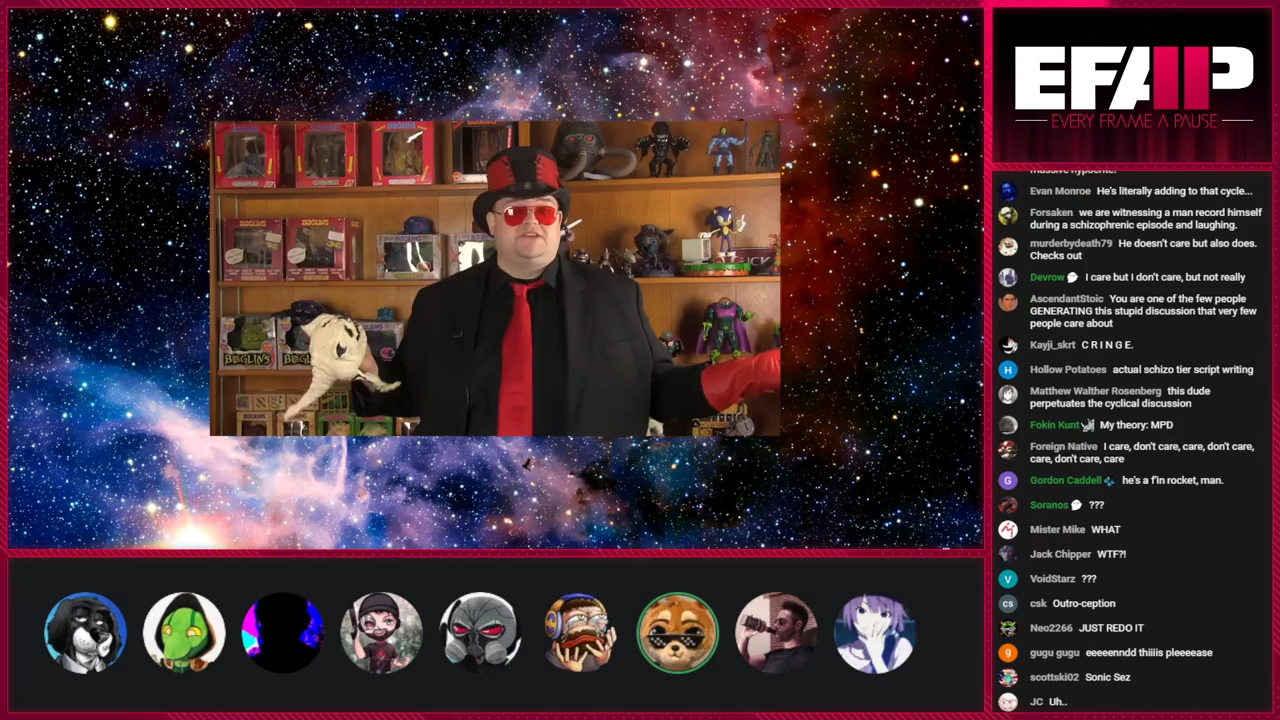 EFAP
EVERY FRAME A PAUSE
massive hypocrite.
Evan Monroe He's literally adding to that cycle...
Forsaken we are witnessing a man record himself
during a schizophrenic episode and laughing.
murderbydeath79 He doesn't care but also does.
Checks out
Devrow I care but I don't care, but not really
AscendantStoic You are one of the few people
GENERATING this stupid discussion that very few
people care about
Kayji_skrt C R I N G E.
H Hollow Potatoes actual schizo tier script writing
Matthew Walther Rosenberg this dude
perpetuates the cyclical discussion
Fokin Kunt My theory: MPD
Foreign Native I care, don't care, care, don't care,
care, don't care, care
G Gordon Caddell he's a f'in rocket, man.
Soranos ???
Mister Mike WHAT
Jack Chipper WTF?!
V VoidStarz ???
cs csk Outro-ception
Neo2266 JUST REDO IT
g gugu gugu eeeeenndd thiiiis pleeeease
scottski02 Sonic Sez
JC Uh..
BOGLINS
BOGLINS